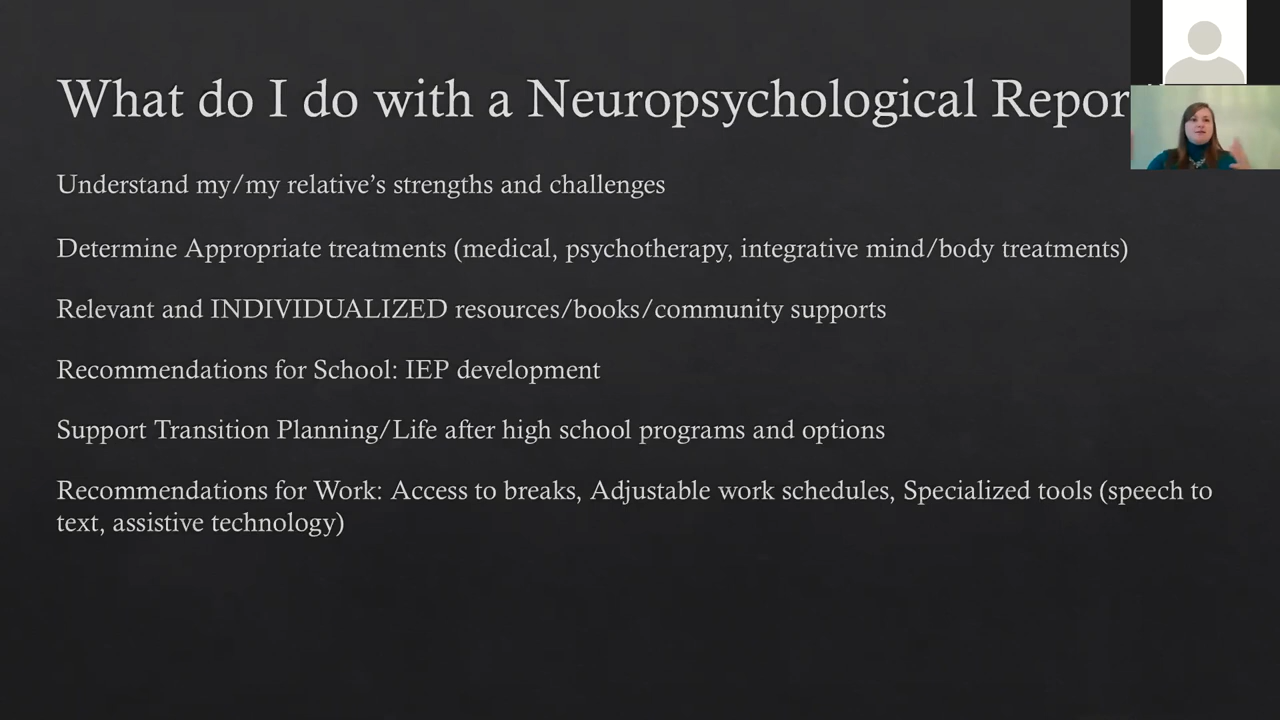 What do I do with a Neuropsychological Repor
Understand my/my relative’s strengths and challenges
Determine Appropriate treatments (medical, psychotherapy, integrative mind/body treatments)
Relevant and INDIVIDUALIZED resources/books/community supports
Recommendations for School: IEP development
Support Transition Planning/Life after high school programs and options
Recommendations for Work: Access to breaks, Adjustable work schedules, Specialized tools (speech to
text, assistive technology)